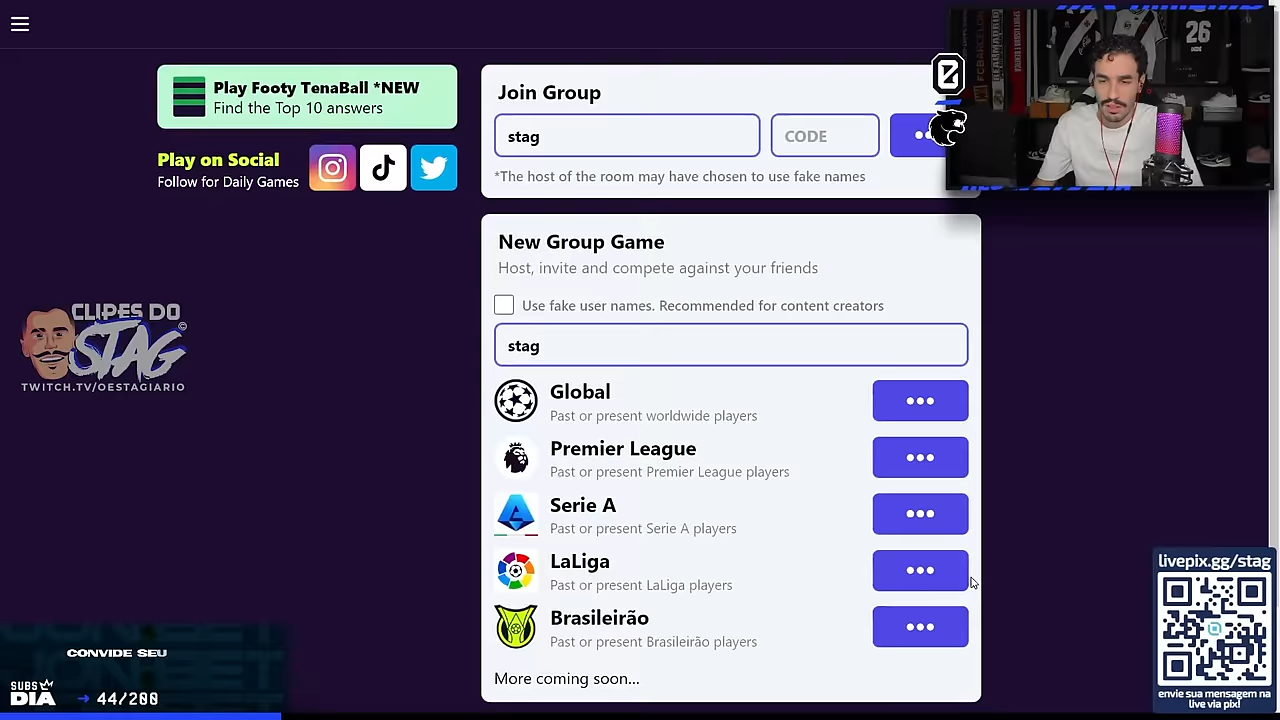 Play Footy TenaBall *NEW
Find the Top 10 answers
Play on Social
Follow for Daily Games
Join Group
stag
CODE
*The host of the room may have chosen to use fake names
New Group Game
Host, invite and compete against your friends
Use fake user names. Recommended for content creators
stag
Global
Past or present worldwide players
Premier League
Past or present Premier League players
Serie A
Past or present Serie A players
LaLiga
Past or present LaLiga players
Brasileirão
Past or present Brasileirão players
More coming soon...
CLIPES DO
STAG
TWITCH.TV/OESTAGIARIO
CONVIDE SEU
SUBS
DIA
44/200
26
livepix.gg/stag
envie sua mensagem na
live via pix!